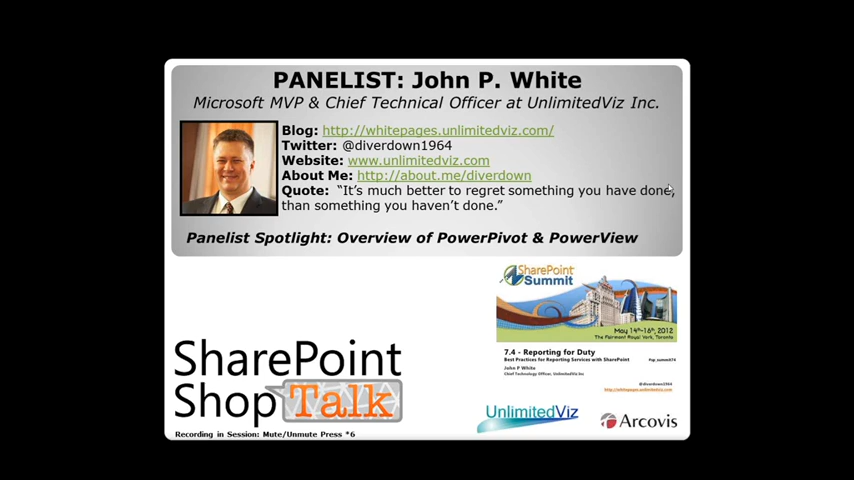 PANELIST: John P. White
Microsoft MVP & Chief Technical Officer at UnlimitedViz Inc.
Blog: http://whitepages.unlimitedviz.com/
Twitter: @diverdown1964
Website: www.unlimitedviz.com
About Me: http://about.me/diverdown
Quote: “It’s much better to regret something you have done,
than something you haven’t done.”
Panelist Spotlight: Overview of PowerPivot & PowerView
SharePoint
Summit
May 14th-16th, 2012
The Fairmont Royal York, Toronto
7.4 - Reporting for Duty
Best Practices for Reporting Services with SharePoint
John P White
Chief Technology Officer, UnlimitedViz Inc
@diverdown1964
http://whitepages.unlimitedviz.com
SharePoint
Shop Talk
UnlimitedViz
Arcovis
Recording in Session: Mute/Unmute Press *6